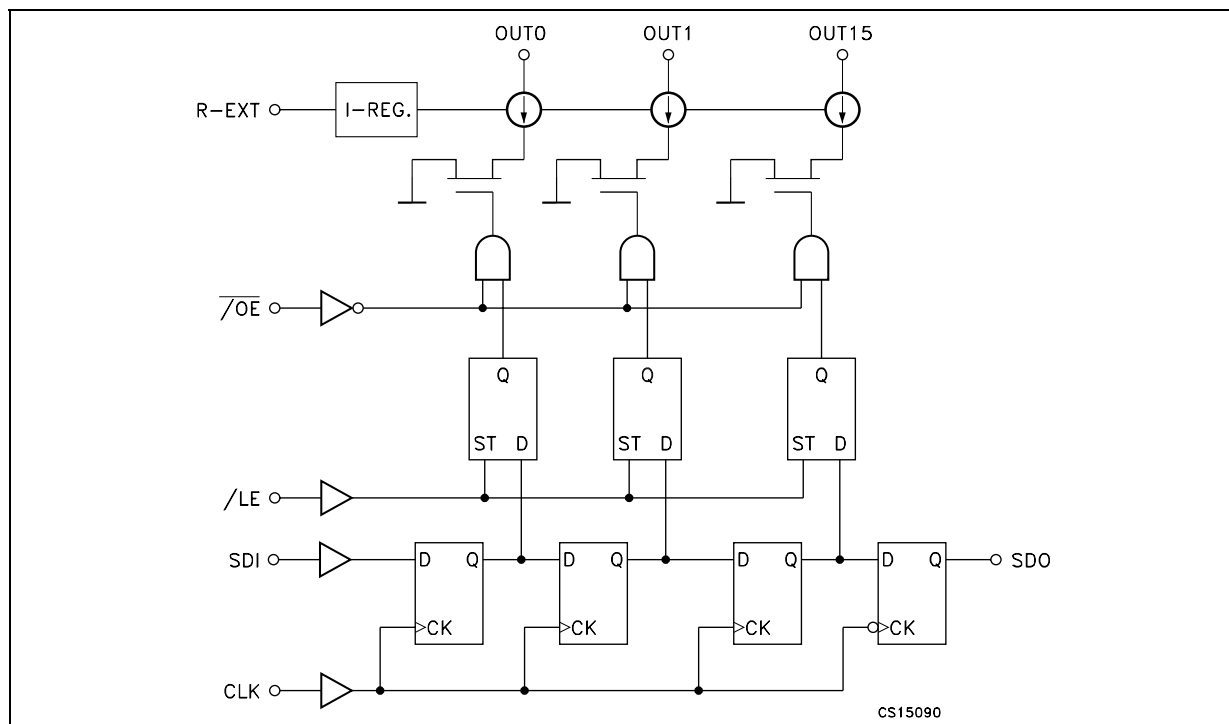 OUT0 OUT1 OUT15
R-EXT I-REG.
/OE
Q Q Q
ST D ST D ST D
/LE
SDI D Q D Q D Q D Q SDO
CK CK CK CK
CLK
CS15090